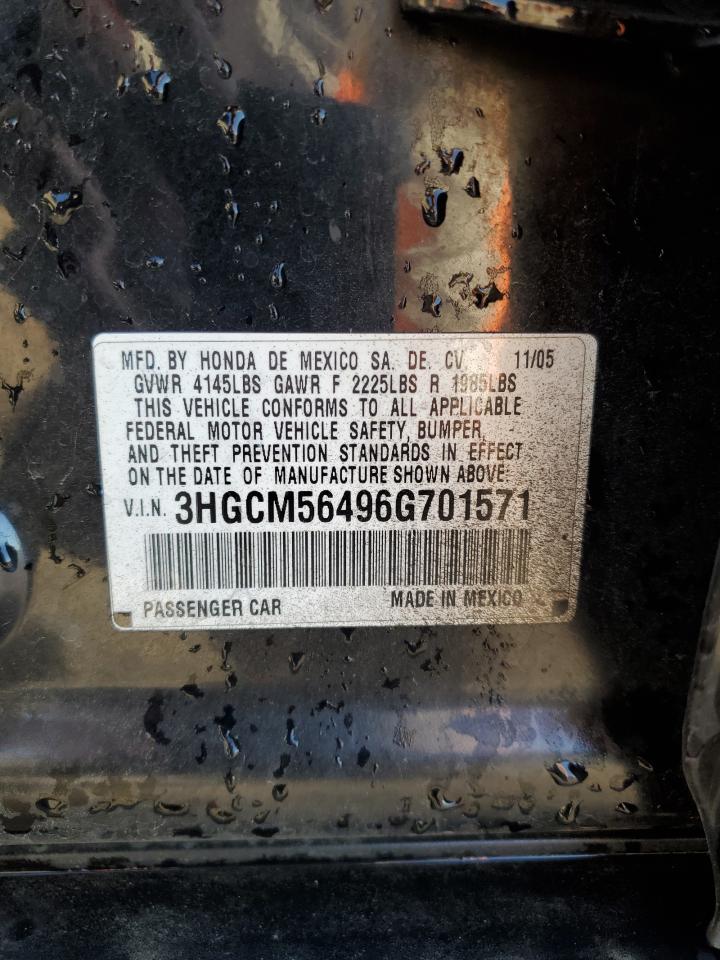 MFD. BY HONDA DE MEXICO SA. DE. CV. 11/05
GVWR 4145LBS GAWR F 2225LBS R 1985LBS
THIS VEHICLE CONFORMS TO ALL APPLICABLE
FEDERAL MOTOR VEHICLE SAFETY, BUMPER,
AND THEFT PREVENTION STANDARDS IN EFFECT
ON THE DATE OF MANUFACTURE SHOWN ABOVE:
V.I.N. 3HGCM56496G701571
PASSENGER CAR MADE IN MEXICO